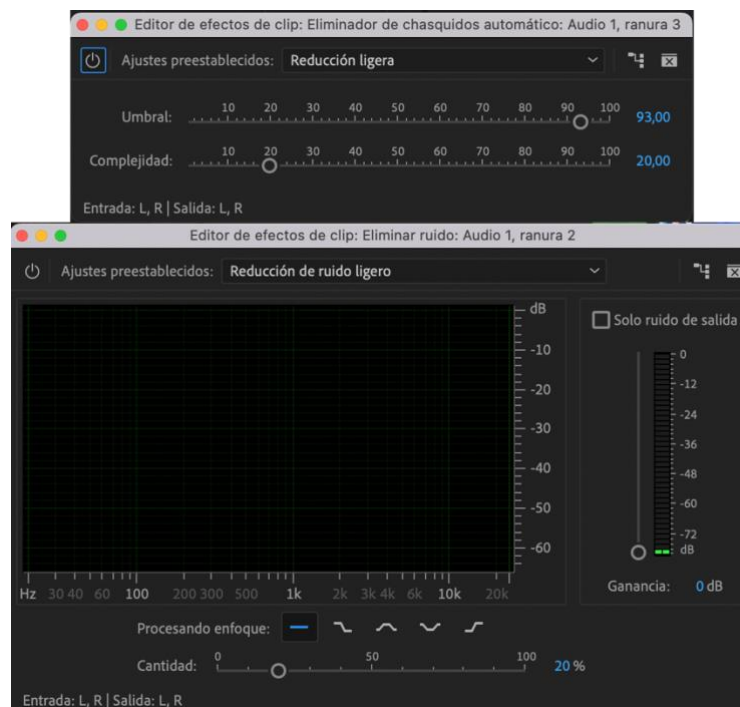 Editor de efectos de clip: Eliminador de chasquidos automático: Audio 1, ranura 3
Ajustes preestablecidos: Reducción ligera
10 20 30 40 50 60 70 80 90 100
Umbral: 93,00
10 20 30 40 50 60 70 80 90 100
Complejidad: 20,00
Entrada: L, R | Salida: L, R
Editor de efectos de clip: Eliminar ruido: Audio 1, ranura 2
Ajustes preestablecidos: Reducción de ruido ligero
dB
-10
-20
-30
-40
-50
-60
Hz 30 40 60 100 200 300 500 1k 2k 3k 4k 6k 10k 20k
Solo ruido de salida
0
-12
-24
-36
-48
-60
-72
dB
Ganancia: 0 dB
Procesando enfoque:
0 50 100
Cantidad: 20 %
Entrada: L, R | Salida: L, R